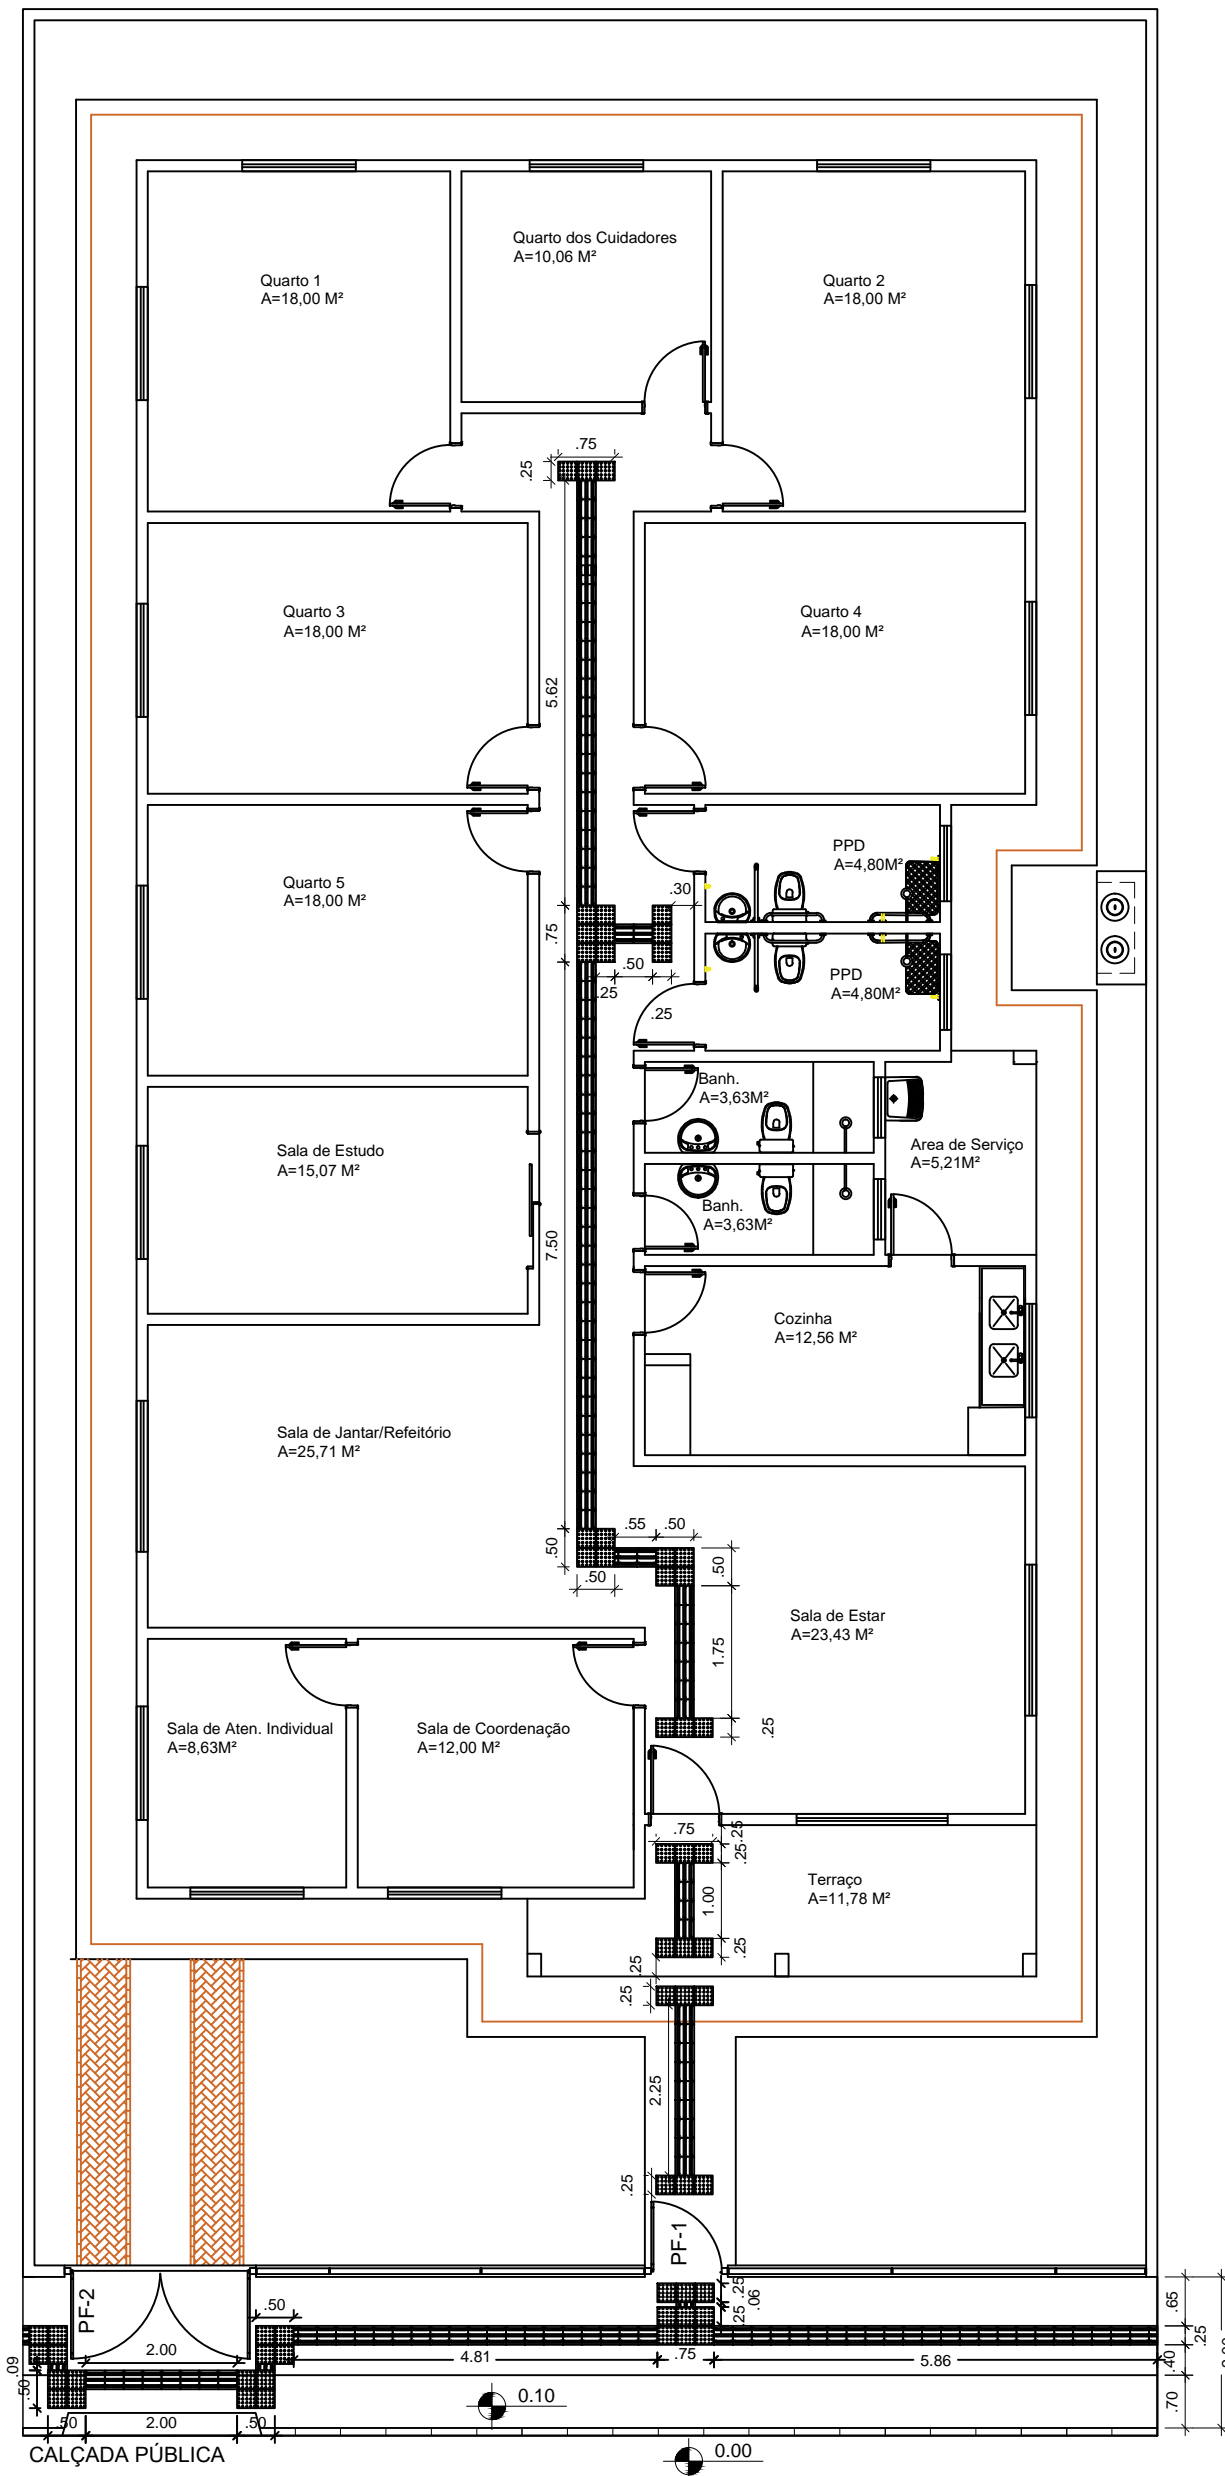 Quarto dos Cuidadores
A=10,06 M²
Quarto 1
A=18,00 M²
Quarto 2
A=18,00 M²
.75
.25
Quarto 3
A=18,00 M²
Quarto 4
A=18,00 M²
5.62
PPD
A=4,80M²
Quarto 5
A=18,00 M²
.30
.75
.50
.25
PPD
A=4,80M²
.25
Banh.
A=3,63M²
Sala de Estudo
A=15,07 M²
Area de Serviço
A=5,21M²
Banh.
A=3,63M²
7.50
Cozinha
A=12,56 M²
Sala de Jantar/Refeitório
A=25,71 M²
.55
.50
.50
.50
.50
Sala de Estar
A=23,43 M²
1.75
Sala de Aten. Individual
A=8,63M²
Sala de Coordenação
A=12,00 M²
.25
.75
.25
.25
Terraço
A=11,78 M²
1.00
.25
.25
.25
2.25
.25
PF-1
PF-2
.25
.06
.25
.50
.65
.25
2.00
4.81
.75
5.86
.40
.09
.50
.70
0.10
.50
2.00
.50
CALÇADA PÚBLICA
0.00